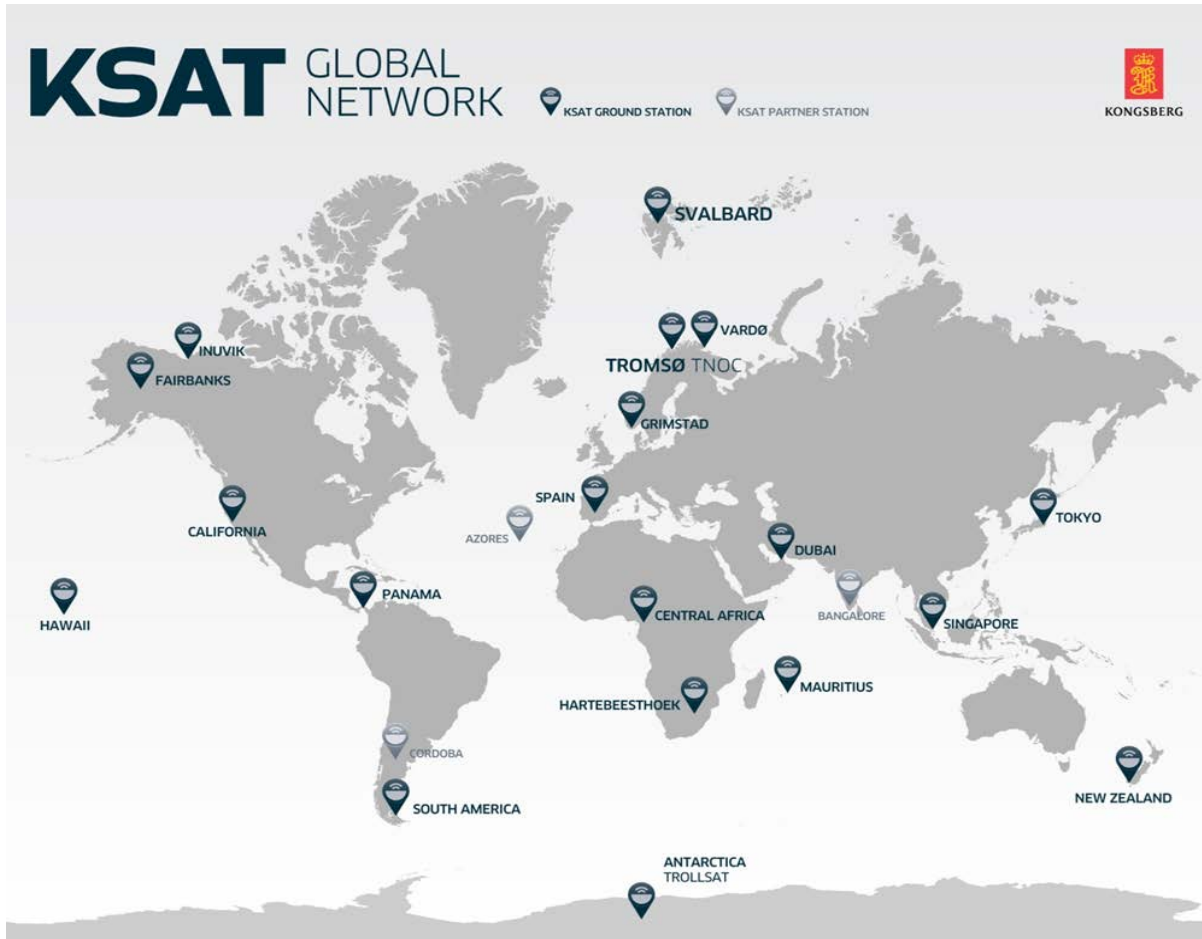 KSAT GLOBAL
NETWORK
KSAT GROUND STATION
KSAT PARTNER STATION
KONGSBERG
SVALBARD
VARDØ
TROMSØ TNOC
INUVIK
FAIRBANKS
GRIMSTAD
SPAIN
CALIFORNIA
AZORES
TOKYO
DUBAI
HAWAII
PANAMA
CENTRAL AFRICA
BANGALORE
SINGAPORE
MAURITIUS
HARTEBEESTHOEK
CORDOBA
SOUTH AMERICA
NEW ZEALAND
ANTARCTICA
TROLLSAT